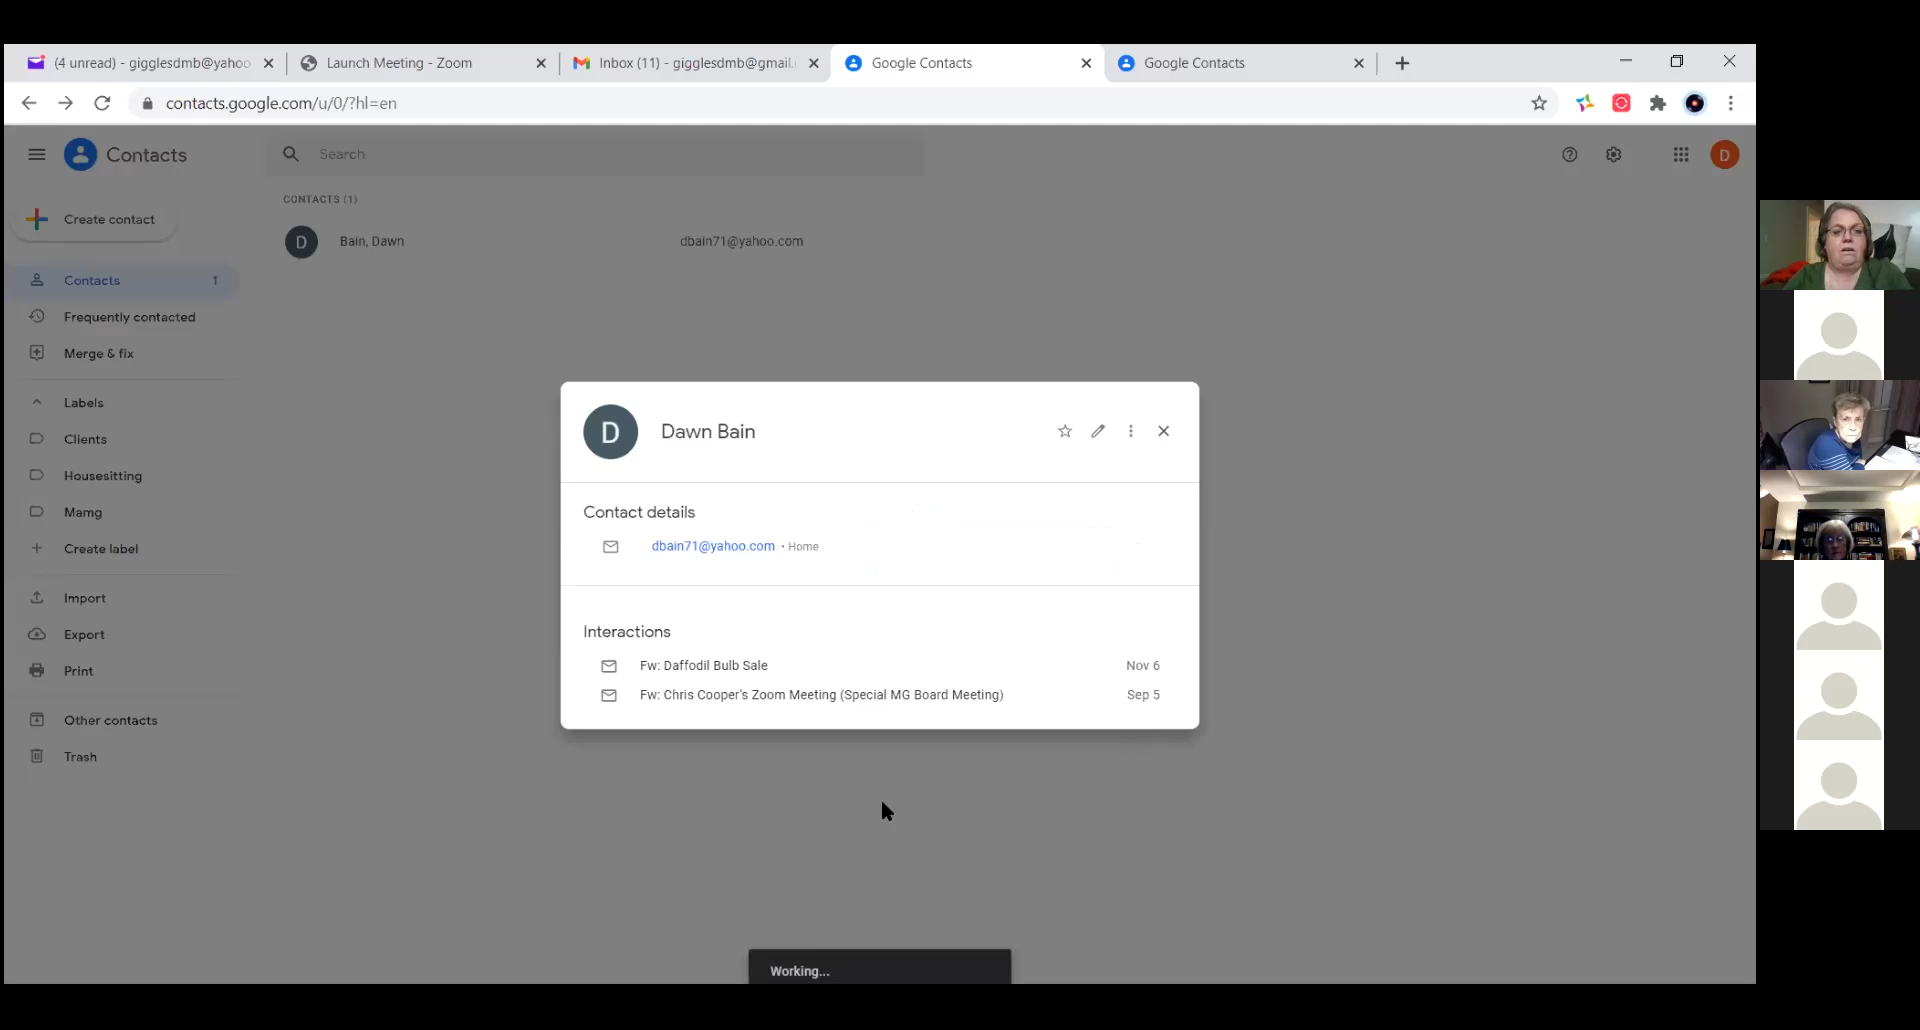 (4 unread) - gigglesdmb@yahoo
Launch Meeting - Zoom
Inbox (11) - gigglesdmb@gmail.
Google Contacts
Google Contacts
contacts.google.com/u/0/?hl=en
Contacts
Search
D
Create contact
CONTACTS (1)
D
Bain, Dawn
dbain71@yahoo.com
Contacts 1
Frequently contacted
Merge & fix
Labels
Clients
Housesitting
Mamg
Create label
Import
Export
Print
Other contacts
Trash
D
Dawn Bain
Contact details
dbain71@yahoo.com • Home
Interactions
Fw: Daffodil Bulb Sale Nov 6
Fw: Chris Cooper's Zoom Meeting (Special MG Board Meeting) Sep 5
Working...